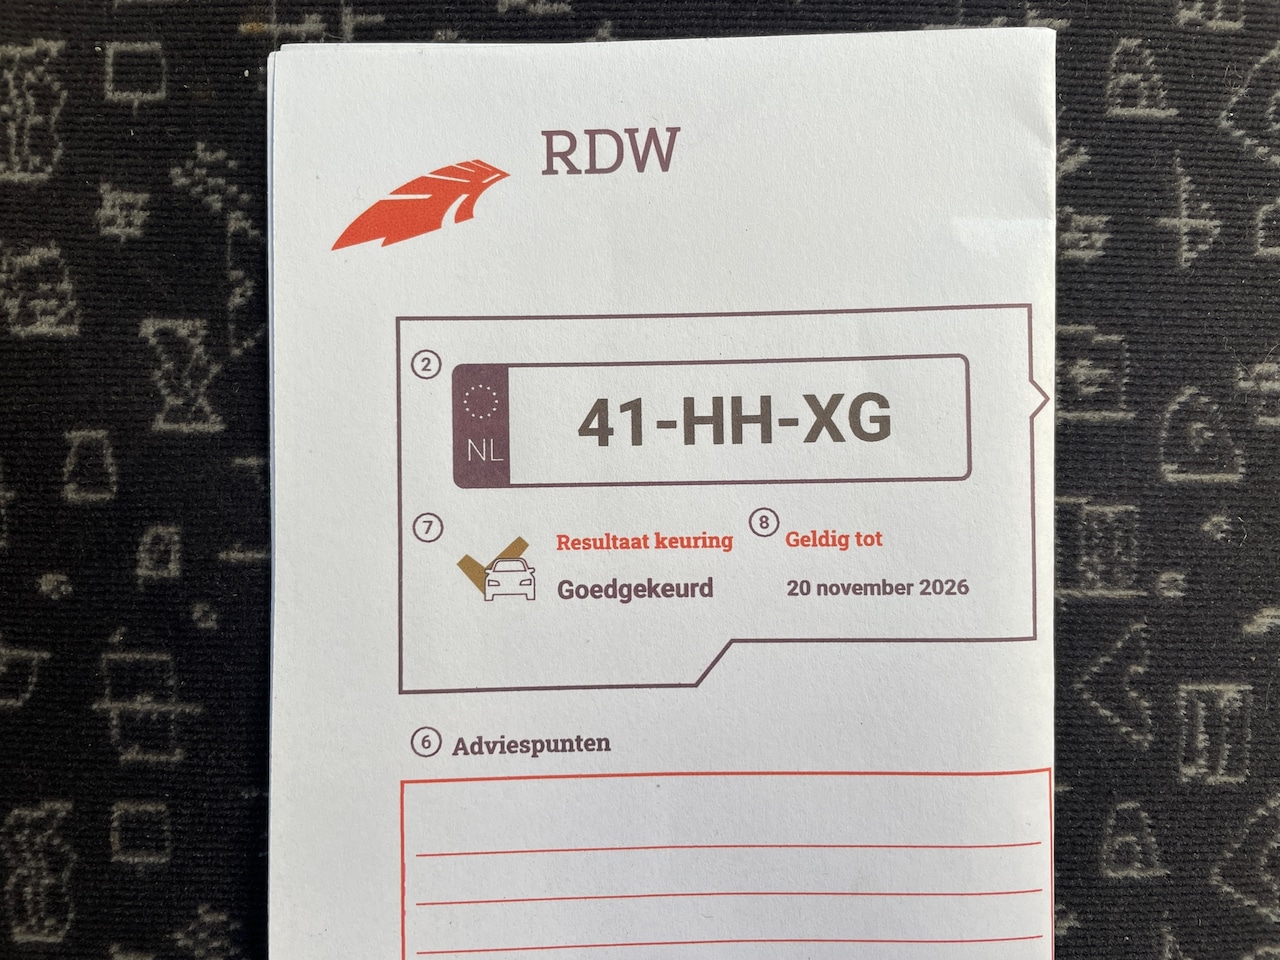 RDW
2
NL
41-HH-XG
7
Resultaat keuring
Goedgekeurd
8
Geldig tot
20 november 2026
6 Adviespunten